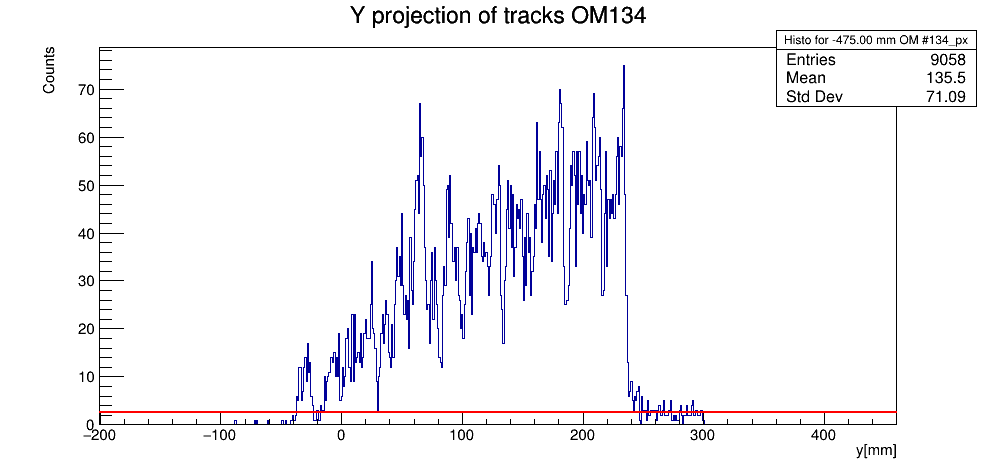 Y projection of tracks OM134
Histo for -475.00 mm OM #134_px
Entries 9058
Mean 135.5
Std Dev 71.09
Counts
70
60
50
40
30
20
10
0
−200 −100 0 100 200 300 400
y[mm]